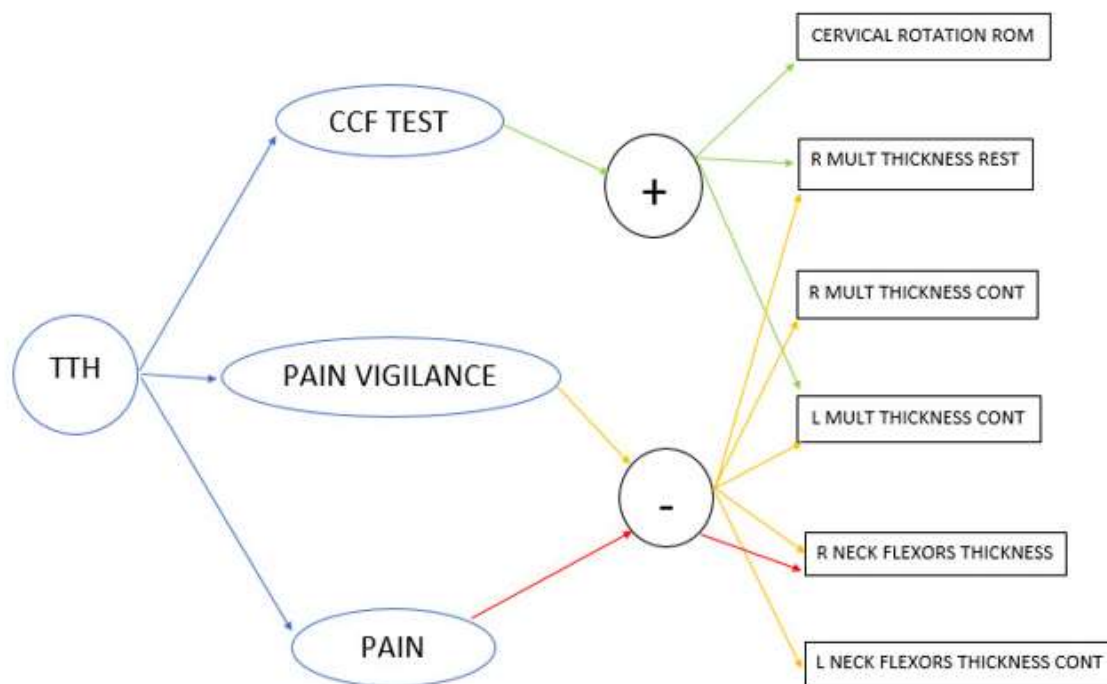 CERVICAL ROTATION ROM
CCF TEST
R MULT THICKNESS REST
+
R MULT THICKNESS CONT
TTH
PAIN VIGILANCE
L MULT THICKNESS CONT
-
R NECK FLEXORS THICKNESS
PAIN
L NECK FLEXORS THICKNESS CONT